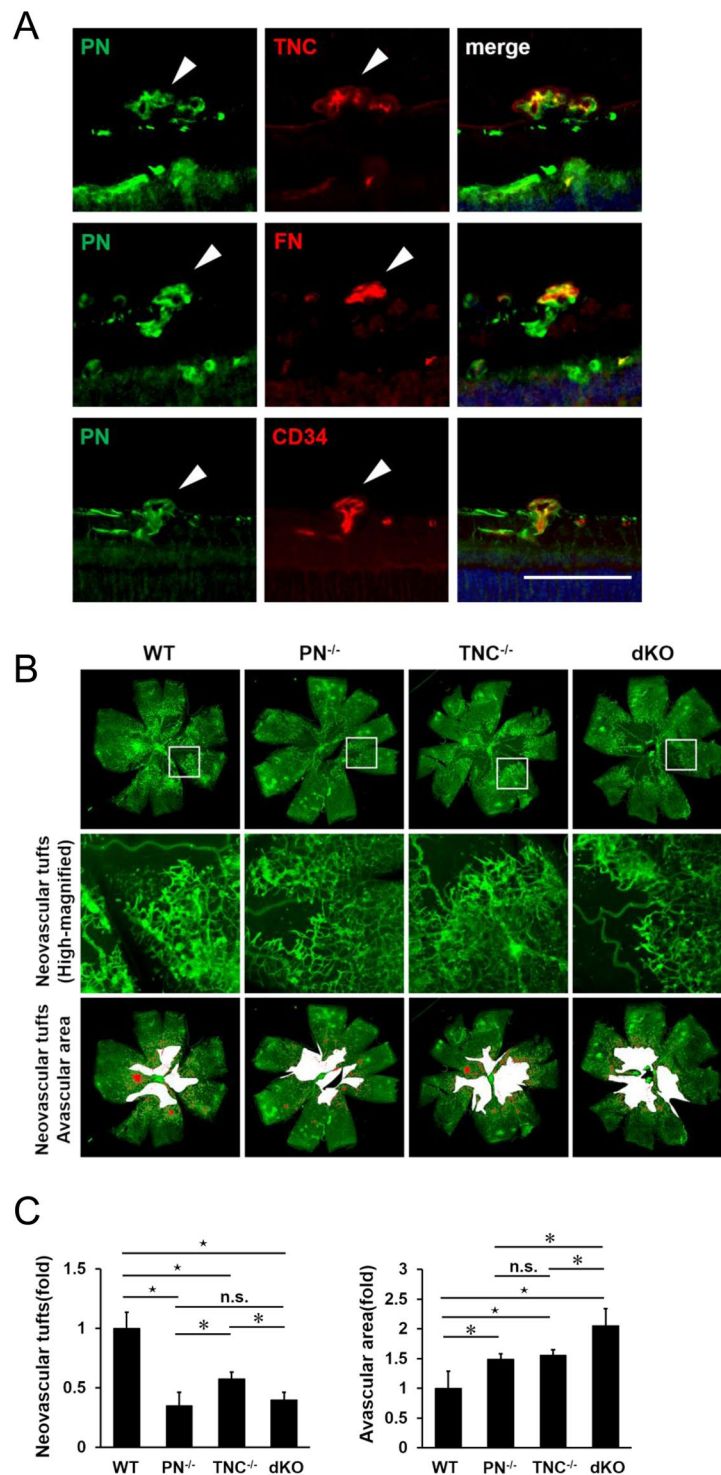 A
PN
TNC
merge
PN
FN
PN
CD34
B
WT
PN-/-
TNC-/-
dKO
Neovascular tufts
(High-magnified)
Neovascular tufts
Avascular area
C
Neovascular tufts(fold)
1.5
1
0.5
0
⋆
⋆
⋆
n.s.
*
*
WT
PN-/-
TNC-/-
dKO
Avascular area(fold)
3
2.5
2
1.5
1
0.5
0
*
n.s.
*
⋆
⋆
*
WT
PN-/-
TNC-/-
dKO